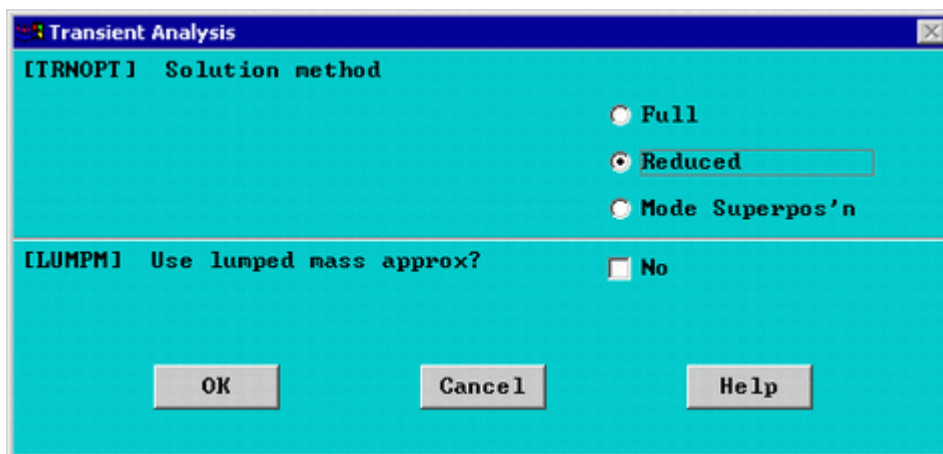 Transient Analysis
[TRNOPT] Solution method
Full
Reduced
Mode Superpos'n
[LUMPM] Use lumped mass approx?
No
OK
Cancel
Help